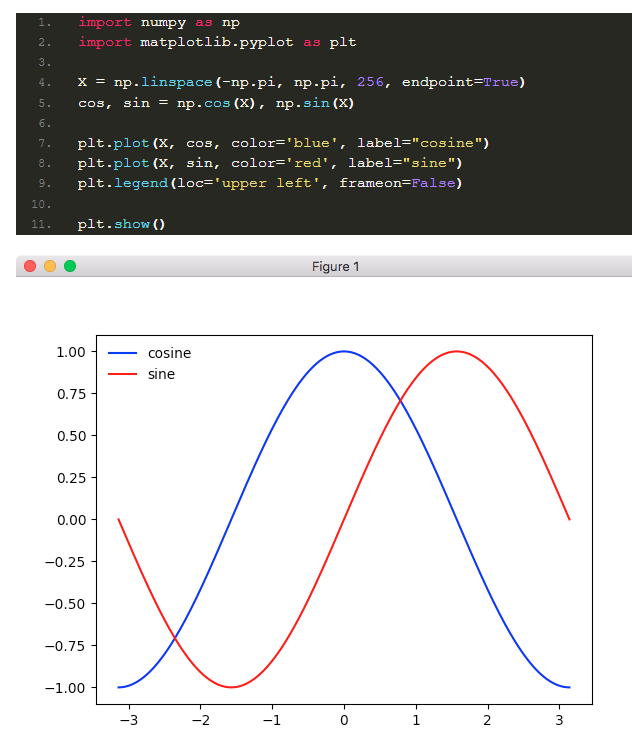 1. import numpy as np
2. import matplotlib.pyplot as plt
3.
4. X = np.linspace(-np.pi, np.pi, 256, endpoint=True)
5. cos, sin = np.cos(X), np.sin(X)
6.
7. plt.plot(X, cos, color='blue', label="cosine")
8. plt.plot(X, sin, color='red', label="sine")
9. plt.legend(loc='upper left', frameon=False)
10.
11. plt.show()
Figure 1
cosine
sine
1.00
0.75
0.50
0.25
0.00
−0.25
−0.50
−0.75
−1.00
−3 −2 −1 0 1 2 3